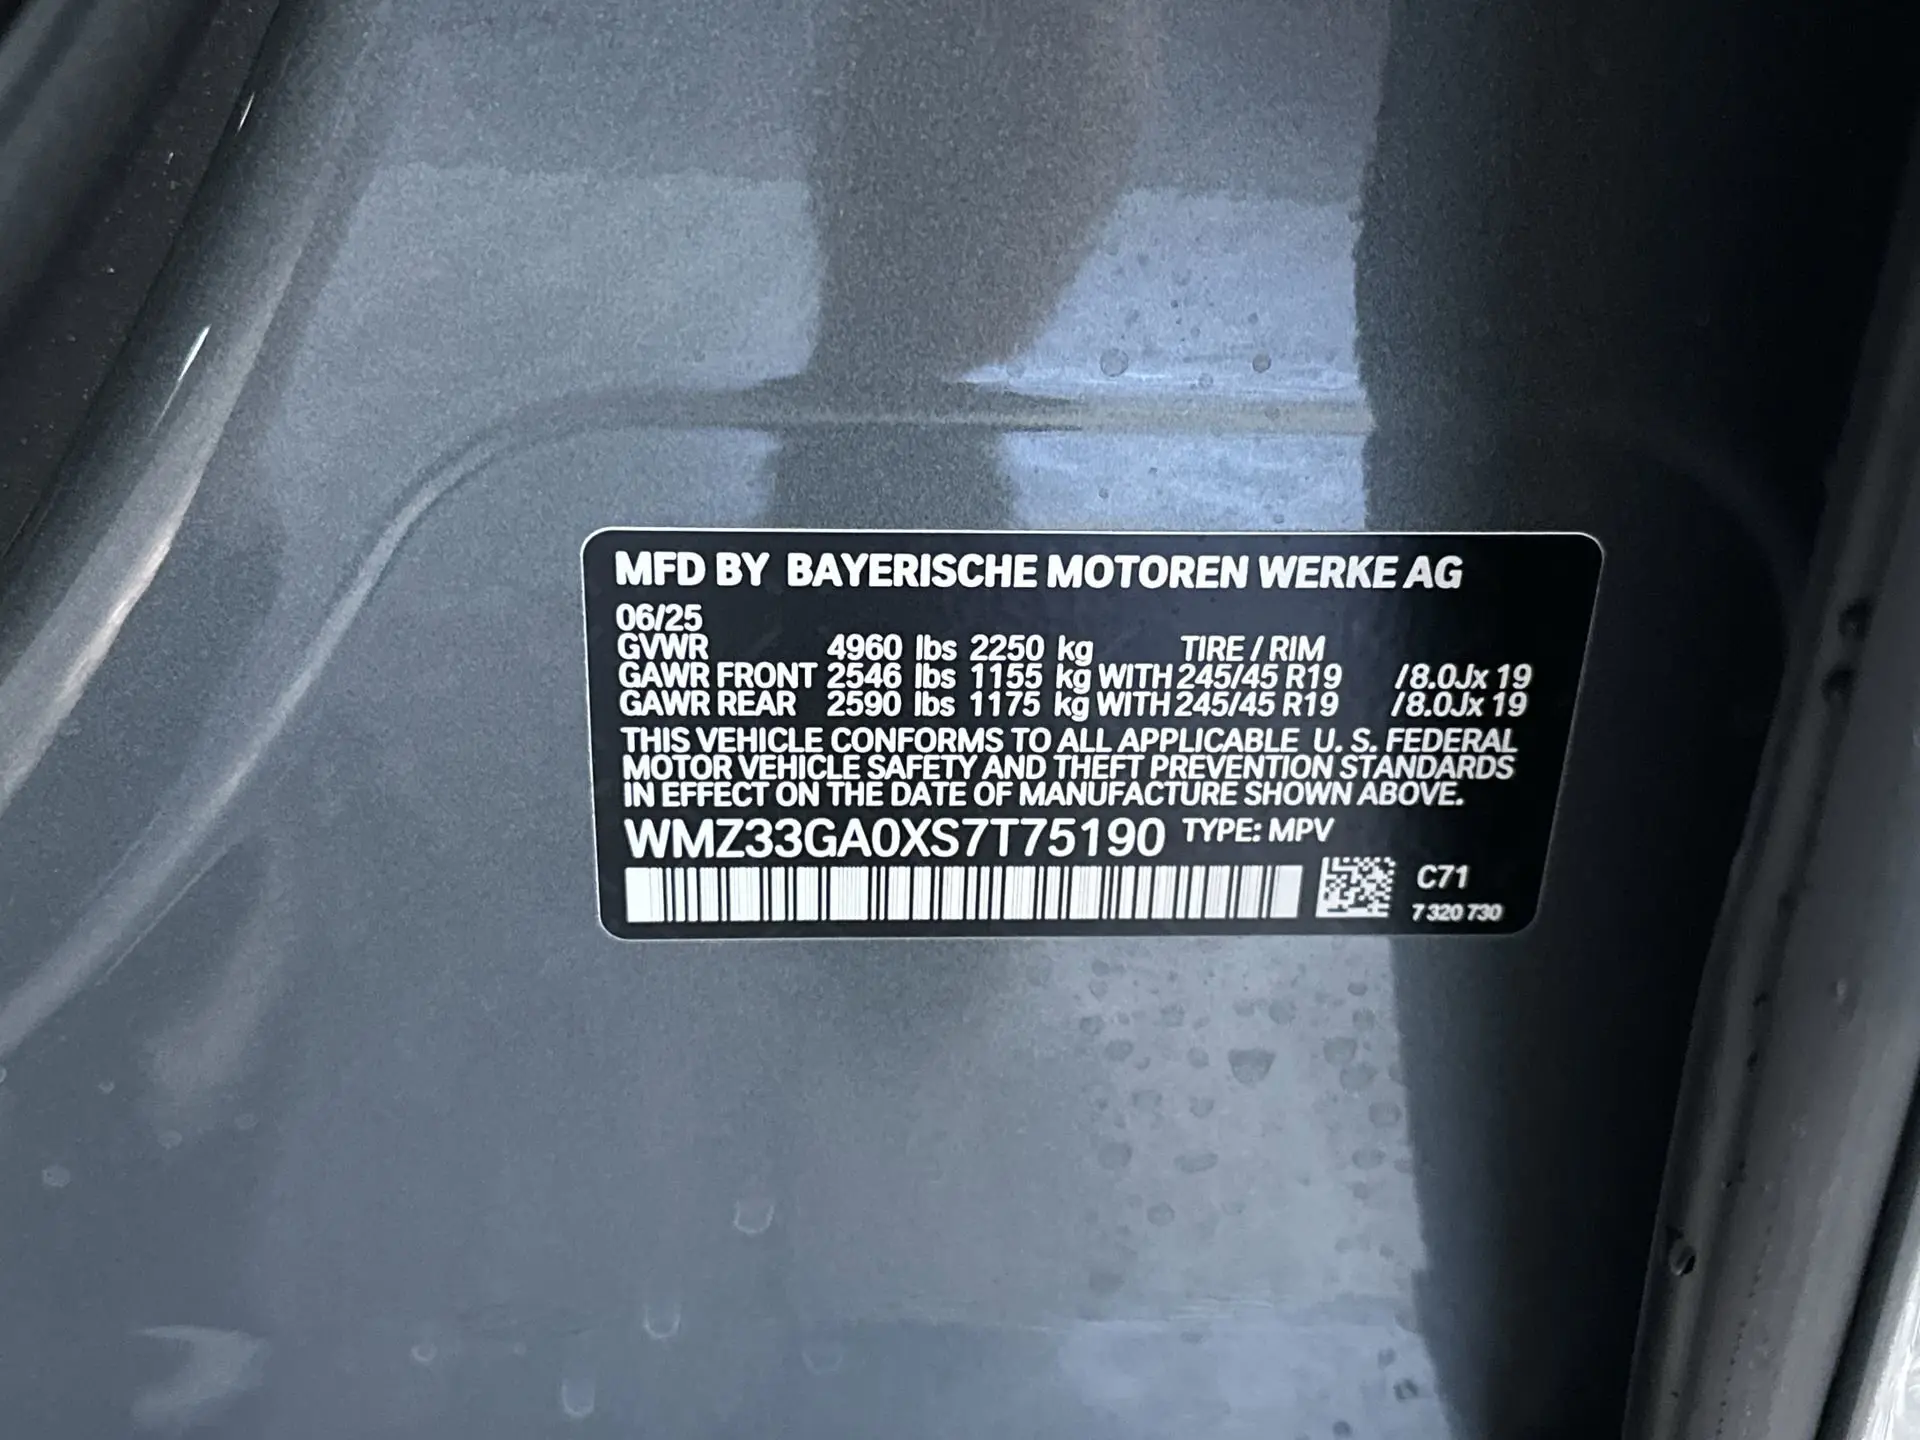 MFD BY BAYERISCHE MOTOREN WERKE AG
06/25
GVWR 4960 lbs 2250 kg TIRE / RIM
GAWR FRONT 2546 lbs 1155 kg WITH 245/45 R19 /8.0Jx 19
GAWR REAR 2590 lbs 1175 kg WITH 245/45 R19 /8.0Jx 19
THIS VEHICLE CONFORMS TO ALL APPLICABLE U. S. FEDERAL
MOTOR VEHICLE SAFETY AND THEFT PREVENTION STANDARDS
IN EFFECT ON THE DATE OF MANUFACTURE SHOWN ABOVE.
WMZ33GA0XS7T75190 TYPE: MPV
C71
7 320 730